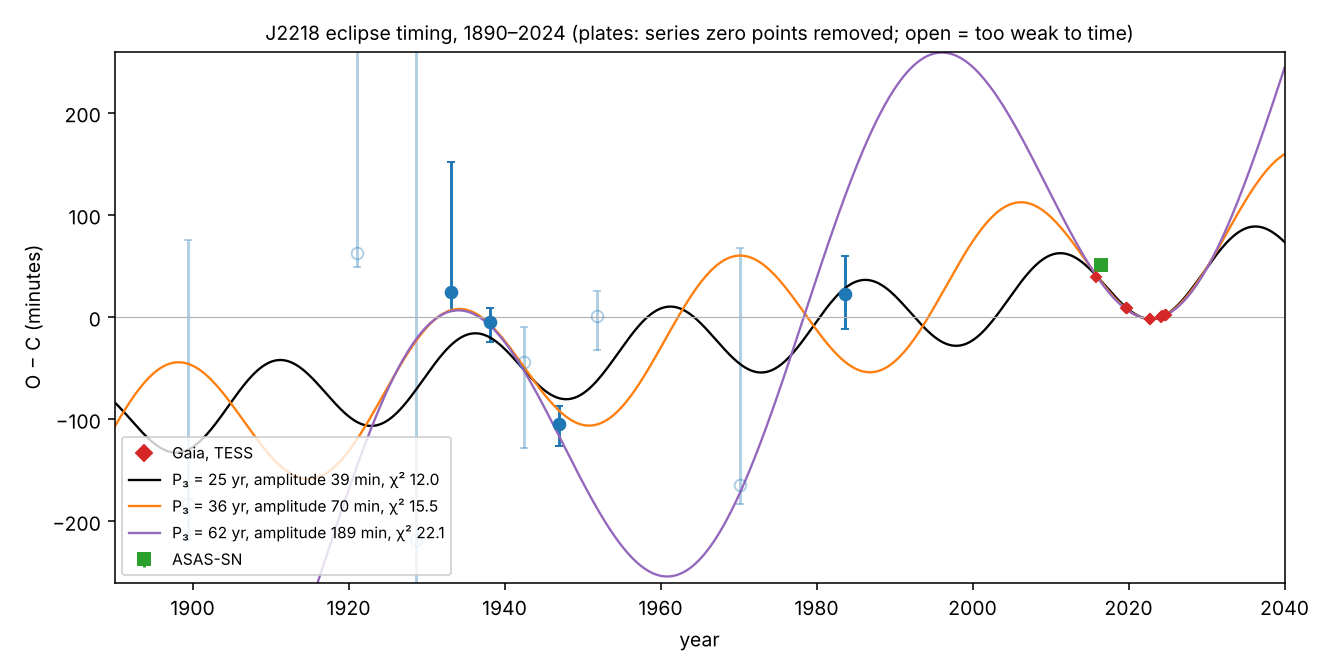 J2218 eclipse timing, 1890–2024 (plates: series zero points removed; open = too weak to time)
O − C (minutes)
200
100
0
−100
−200
Gaia, TESS
P₃ = 25 yr, amplitude 39 min, χ² 12.0
P₃ = 36 yr, amplitude 70 min, χ² 15.5
P₃ = 62 yr, amplitude 189 min, χ² 22.1
ASAS-SN
1900 1920 1940 1960 1980 2000 2020 2040
year